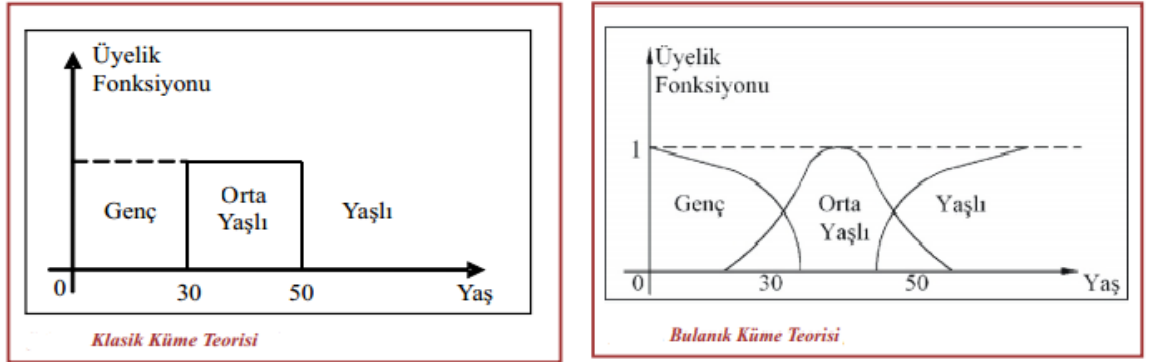 Üyelik
Fonksiyonu
Genç
Orta
Yaşlı
Yaşlı
0
30
50
Yaş
Klasik Küme Teorisi
Üyelik
Fonksiyonu
1
Genç
Orta
Yaşlı
Yaşlı
0
30
50
Yaş
Bulanık Küme Teorisi